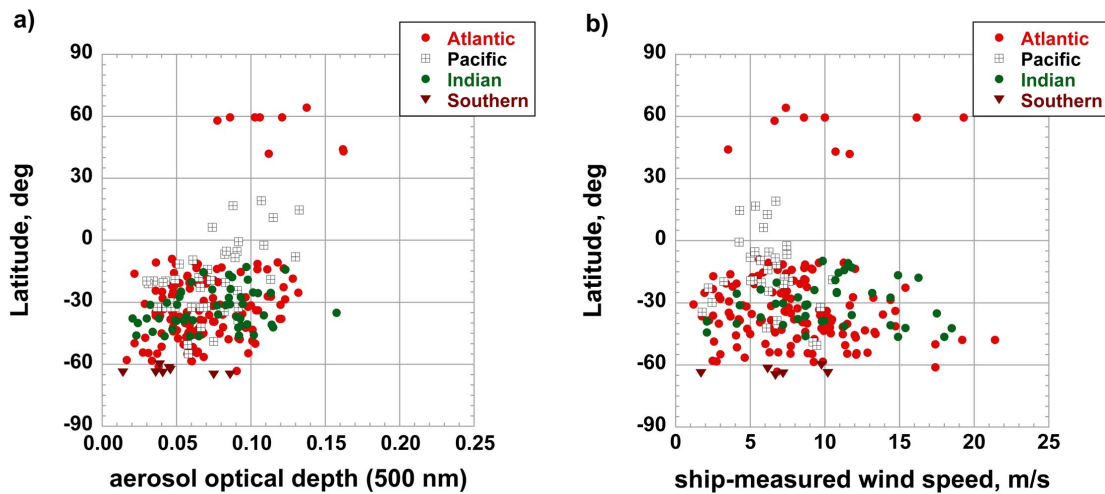 a)
Atlantic
Pacific
Indian
Southern
90
60
30
0
-30
-60
-90
Latitude, deg
0.00 0.05 0.10 0.15 0.20 0.25
aerosol optical depth (500 nm)
b)
Atlantic
Pacific
Indian
Southern
90
60
30
0
-30
-60
-90
Latitude, deg
0 5 10 15 20 25
ship-measured wind speed, m/s